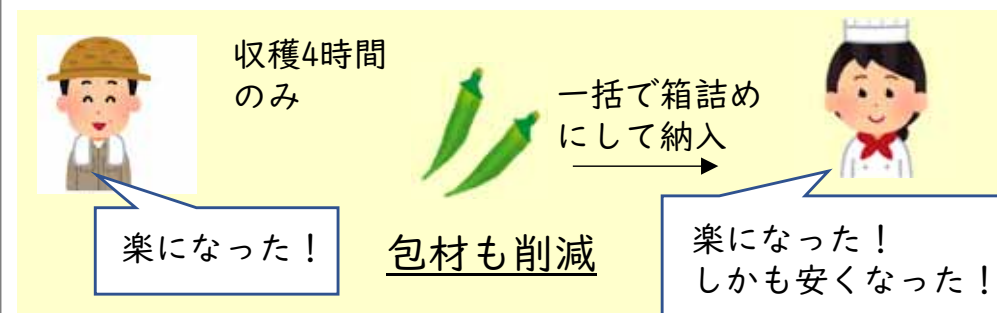 収穫4時間
のみ
一括で箱詰め
にして納入
楽になった！
包材も削減
楽になった！
しかも安くなった！